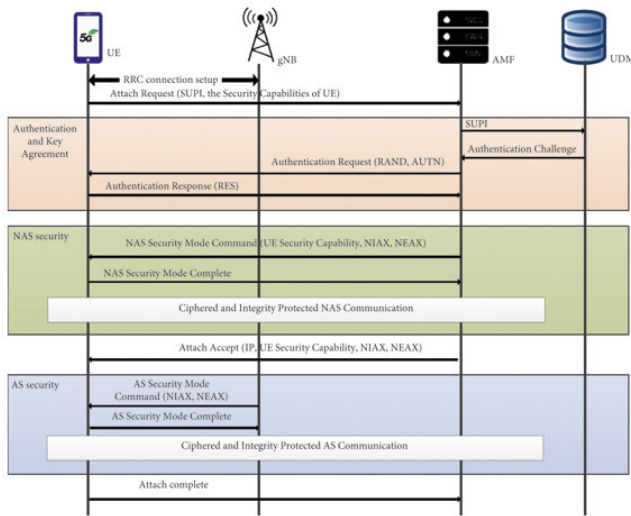 5G
UE
gNB
AMF
UDM
RRC connection setup
Attach Request (SUPI, the Security Capabilities of UE)
Authentication
and Key
Agreement
SUPI
Authentication Challenge
Authentication Request (RAND, AUTN)
Authentication Response (RES)
NAS security
NAS Security Mode Command (UE Security Capability, NIAX, NEAX)
NAS Security Mode Complete
Ciphered and Integrity Protected NAS Communication
Attach Accept (IP, UE Security Capability, NIAX, NEAX)
AS security
AS Security Mode
Command (NIAX, NEAX)
AS Security Mode Complete
Ciphered and Integrity Protected AS Communication
Attach complete